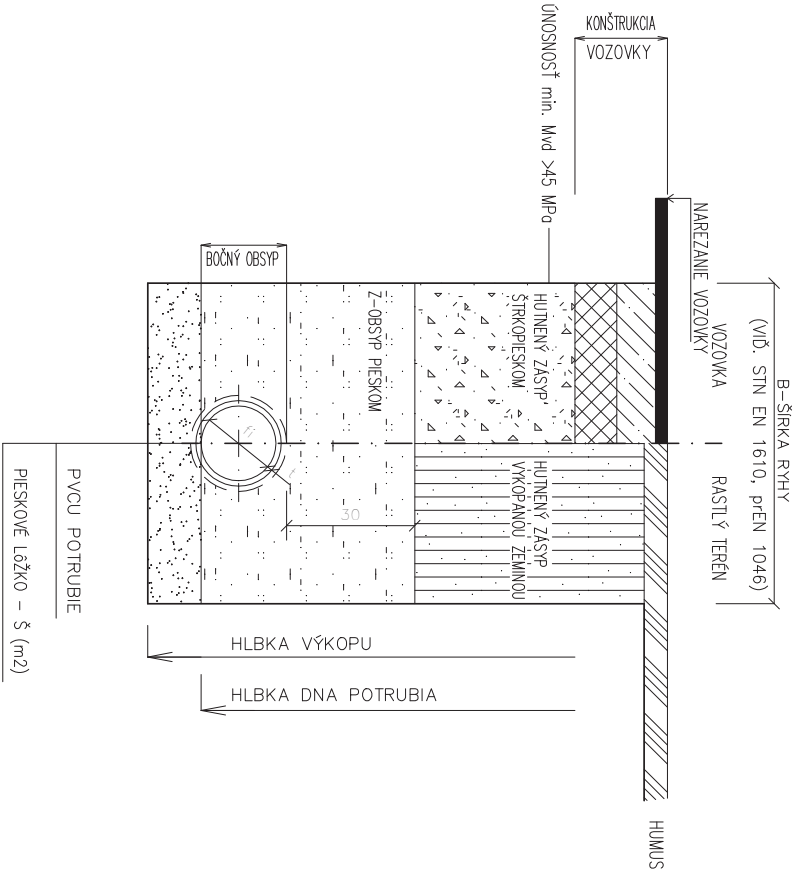 B-ŠÍRKA RYHY
(VIĎ. STN EN 1610, prEN 1046)
VOZOVKA
RASTLÝ TERÉN
NAREZANIE VOZOVKY
KONŠTRUKCIA
VOZOVKY
HUMUS
ÚNOSNOSŤ min. Mvd >45 MPa
HUTNENÝ ZÁSYP
ŠTRKOPIESKOM
HUTNENÝ ZÁSYP
VÝKOPANOU ZEMINOU
Z-OBSYP PIESKOM
30
BOČNÝ OBSYP
fi
t
HLBKA VÝKOPU
HLBKA DNA POTRUBIA
PVCU POTRUBIE
PIESKOVÉ LôŽKO - Š (m2)